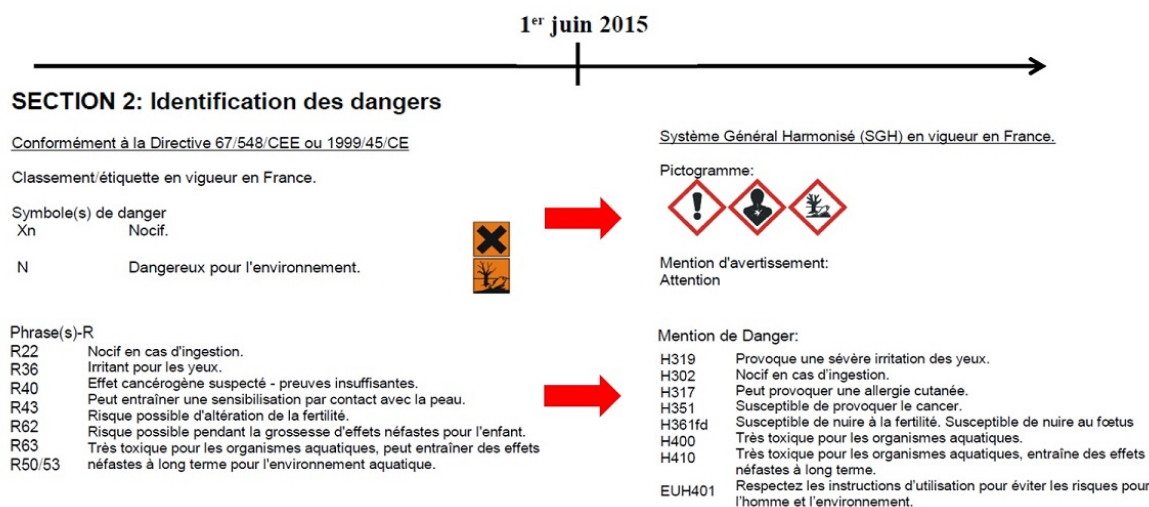 1er juin 2015
SECTION 2: Identification des dangers
Conformément à la Directive 67/548/CEE ou 1999/45/CE
Classement/étiquette en vigueur en France.
Symbole(s) de danger
Xn Nocif.
N Dangereux pour l'environnement.
Phrase(s)-R
R22 Nocif en cas d'ingestion.
R36 Irritant pour les yeux.
R40 Effet cancérogène suspecté - preuves insuffisantes.
R43 Peut entraîner une sensibilisation par contact avec la peau.
R62 Risque possible d'altération de la fertilité.
R63 Risque possible pendant la grossesse d'effets néfastes pour l'enfant.
R50/53 Très toxique pour les organismes aquatiques, peut entraîner des effets
néfastes à long terme pour l'environnement aquatique.
Système Général Harmonisé (SGH) en vigueur en France.
Pictogramme:
Mention d'avertissement:
Attention
Mention de Danger:
H319 Provoque une sévère irritation des yeux.
H302 Nocif en cas d'ingestion.
H317 Peut provoquer une allergie cutanée.
H351 Susceptible de provoquer le cancer.
H361fd Susceptible de nuire à la fertilité. Susceptible de nuire au fœtus
H400 Très toxique pour les organismes aquatiques.
H410 Très toxique pour les organismes aquatiques, entraîne des effets
néfastes à long terme.
EUH401 Respectez les instructions d'utilisation pour éviter les risques pour
l'homme et l'environnement.